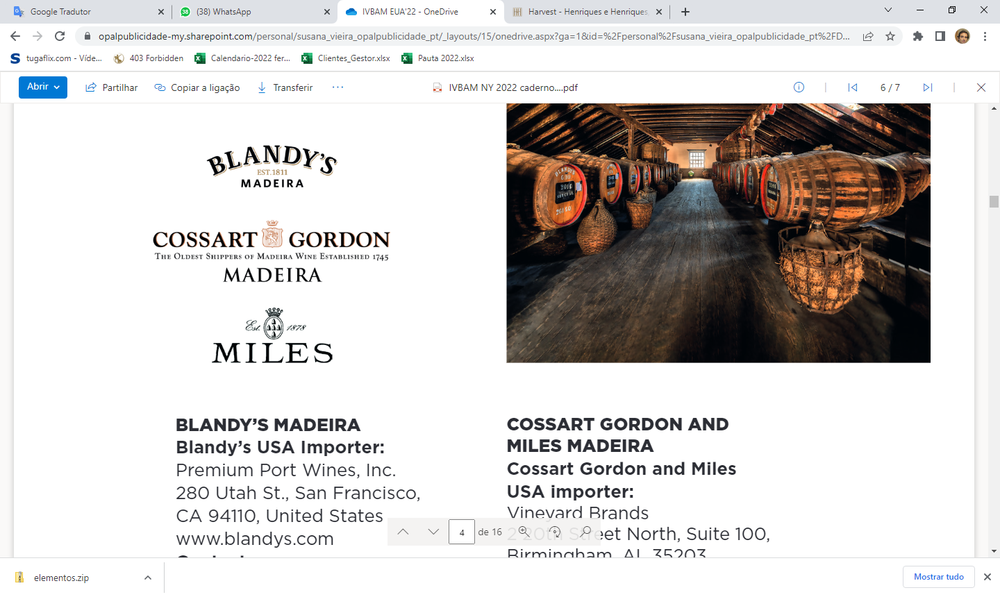 Google Tradutor
(38) WhatsApp
IVBAM EUA'22 - OneDrive
Harvest - Henriques e Henriques,
opalpublicidade-my.sharepoint.com/personal/susana_vieira_opalpublicidade_pt/_layouts/15/onedrive.aspx?ga=1&id=%2Fpersonal%2Fsusana_vieira_opalpublicidade_pt%2FD...
tugaflix.com - Víde...
403 Forbidden
Calendario-2022 fer...
Clientes_Gestor.xlsx
Pauta 2022.xlsx
Abrir
Partilhar
Copiar a ligação
Transferir
IVBAM NY 2022 caderno....pdf
6 / 7
BLANDY'S
EST.1811
MADEIRA
COSSART GORDON
THE OLDEST SHIPPERS OF MADEIRA WINE ESTABLISHED 1745
MADEIRA
Est. 1878
MILES
BLANDY'S
2016
BLANDY'S MADEIRA
Blandy's USA Importer:
Premium Port Wines, Inc.
280 Utah St., San Francisco,
CA 94110, United States
www.blandys.com
COSSART GORDON AND
MILES MADEIRA
Cossart Gordon and Miles
USA importer:
Vineyard Brands
2 20th Street North, Suite 100,
Birmingham, AL 35203
4 de 16
elementos.zip
Mostrar tudo